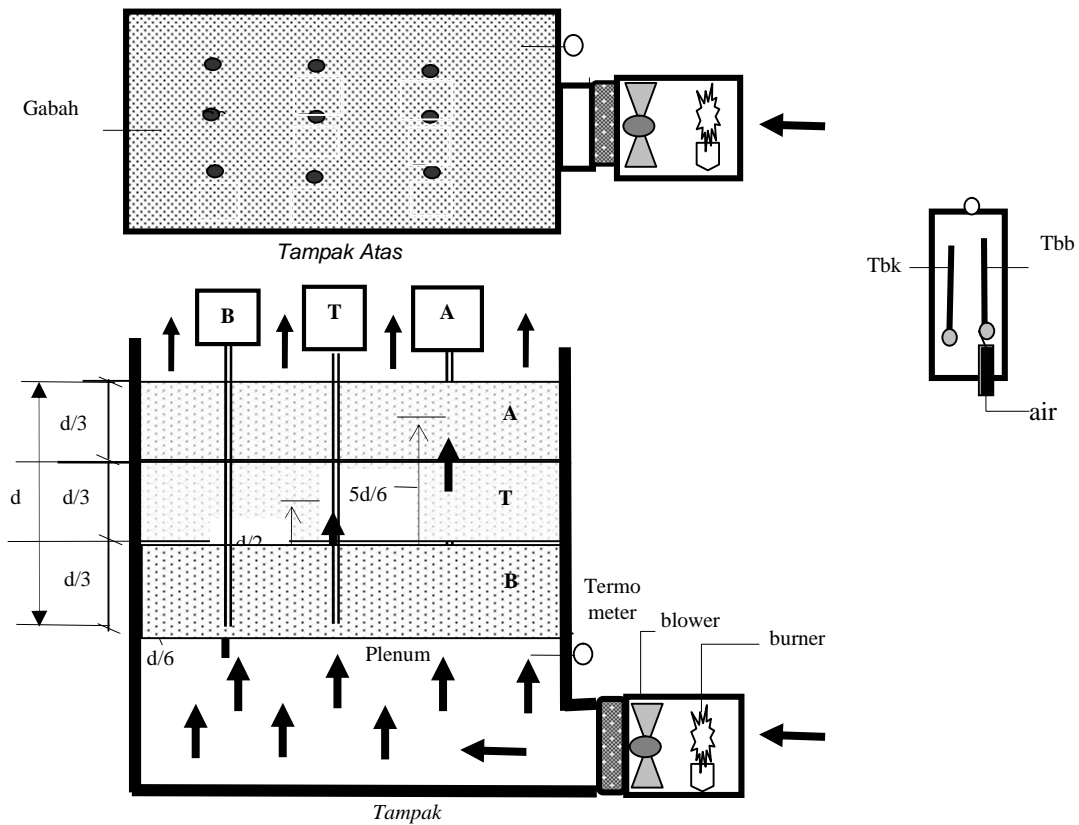 Gabah
Tampak Atas
Tbk
Tbb
air
B
T
A
A
d/3
5d/6
T
d
d/3
d/2
B
d/3
Termo
meter
blower
burner
d/6
Plenum
Tampak